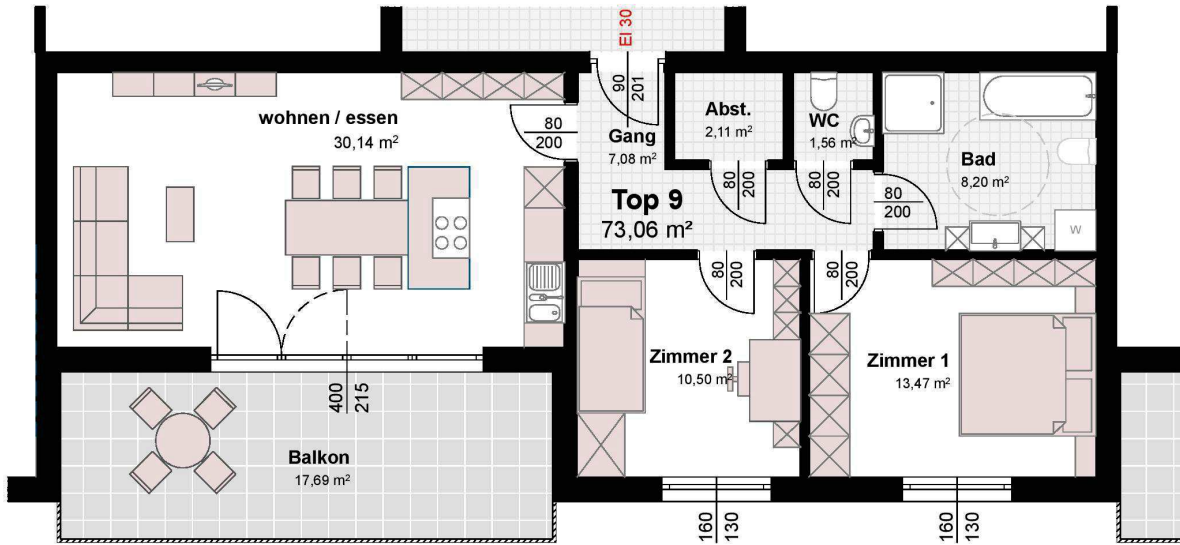 EI 30
90
201
wohnen / essen
30,14 m²
80
200
Gang
7,08 m²
Abst.
2,11 m²
WC
1,56 m²
Bad
8,20 m²
80
200
80
200
80
200
Top 9
73,06 m²
W
80
200
80
200
Zimmer 2
10,50 m²
Zimmer 1
13,47 m²
400
215
Balkon
17,69 m²
160
130
160
130